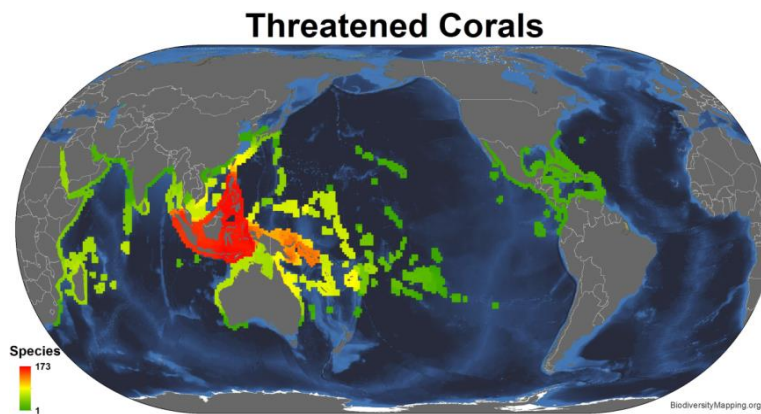 Threatened Corals
Species
173
1
BiodiversityMapping.org